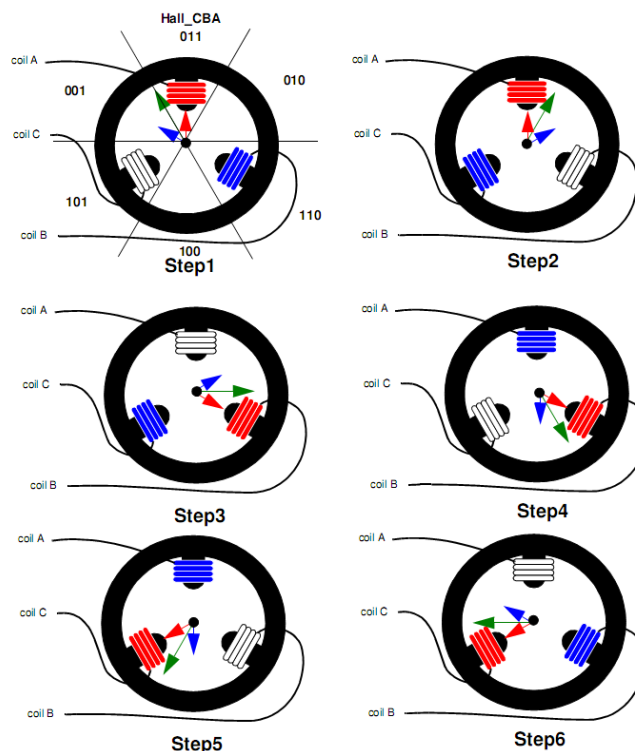 Hall_CBA
011
coil A
001
010
coil C
101
110
coil B
100
Step1
coil A
coil C
coil B
Step2
coil A
coil C
coil B
Step3
coil A
coil C
coil B
Step4
coil A
coil C
coil B
Step5
coil A
coil C
coil B
Step6